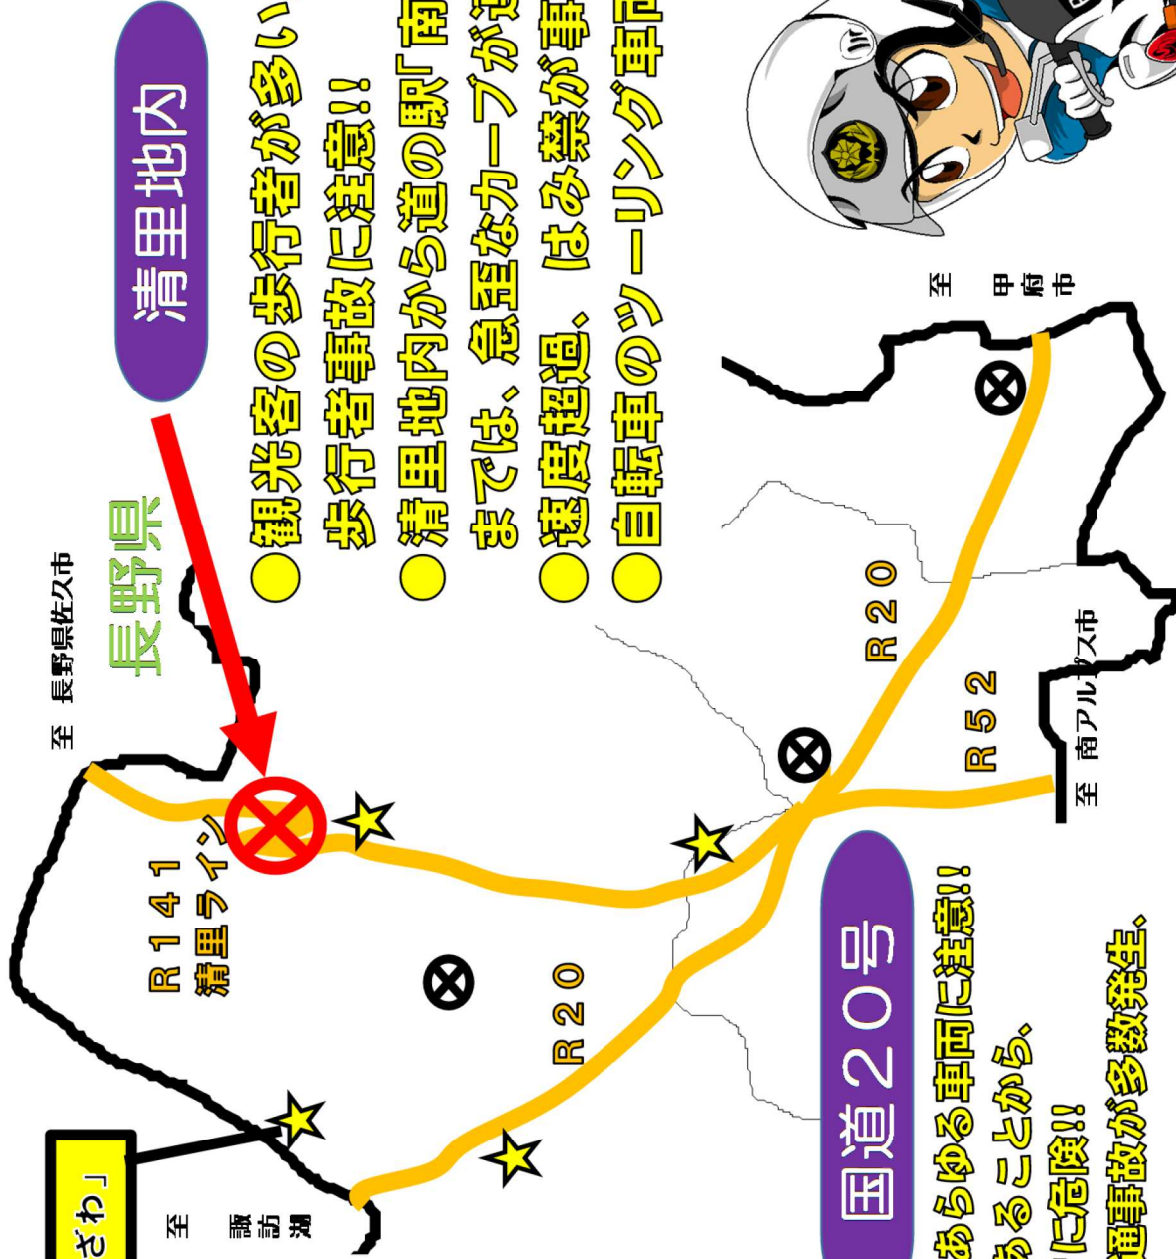 清里地内
●観光客の歩行者が多い
歩行者事故に注意!!
●清里地内から道の駅「南
までは、急歪なカーブが連
●速度超過、はみ禁が事
●自転車のツーリング車両
至 長野県佐久市
長野県
R141
清里ライン
R20
R20
R52
至 甲府市
至 南アルプス市
至 諏訪湖
ざわ」
国道20号
あらゆる車両に注意!!
あることから、
に危険!!
通事故が多数発生、